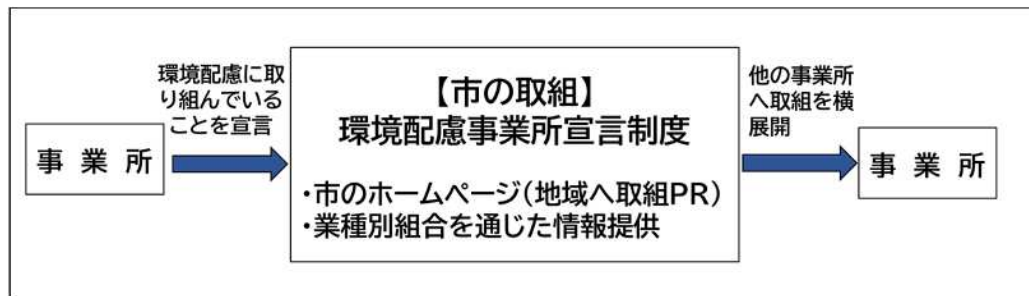 事 業 所
環境配慮に取
り組んでいる
ことを宣言
【市の取組】
環境配慮事業所宣言制度
・市のホームページ(地域へ取組PR)
・業種別組合を通じた情報提供
他の事業所
へ取組を横
展開
事 業 所